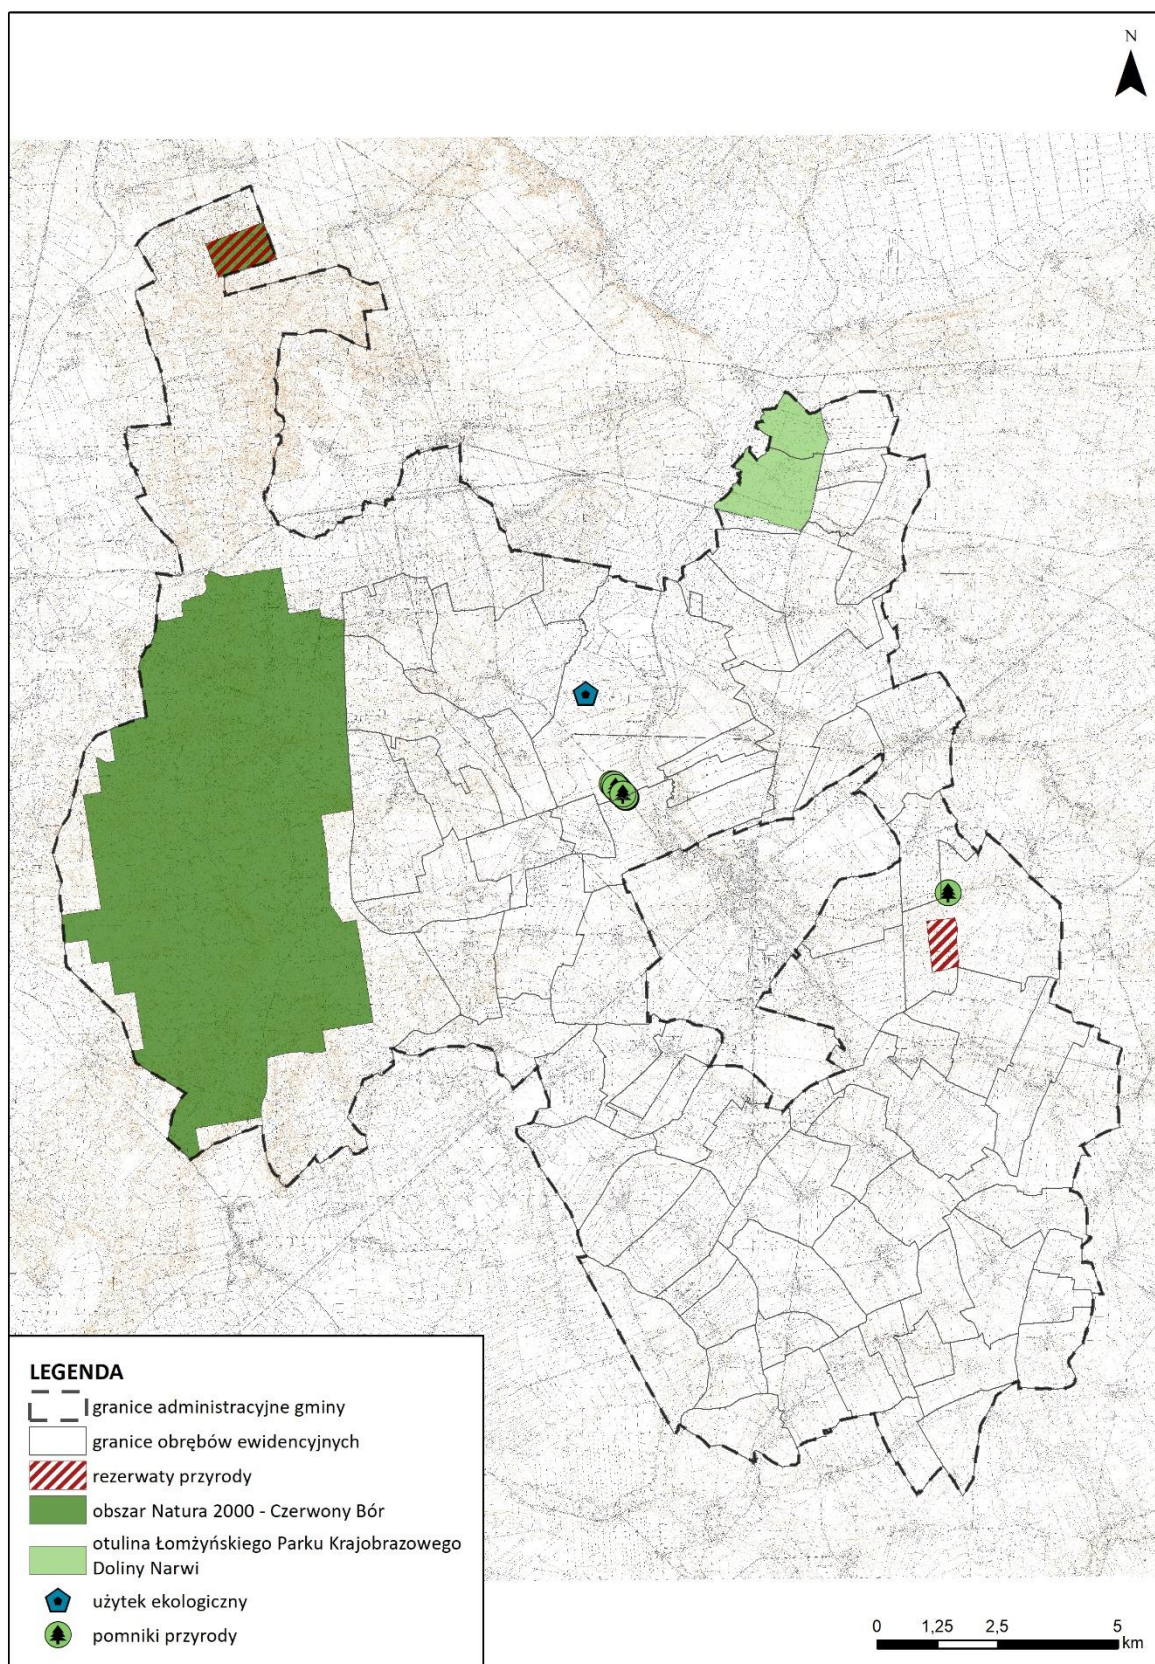 N
LEGENDA
granice administracyjne gminy
granice obrębów ewidencyjnych
rezerwaty przyrody
obszar Natura 2000 - Czerwony Bór
otulina Łomżyńskiego Parku Krajobrazowego
Doliny Narwi
użytek ekologiczny
pomniki przyrody
0 1,25 2,5 5
km